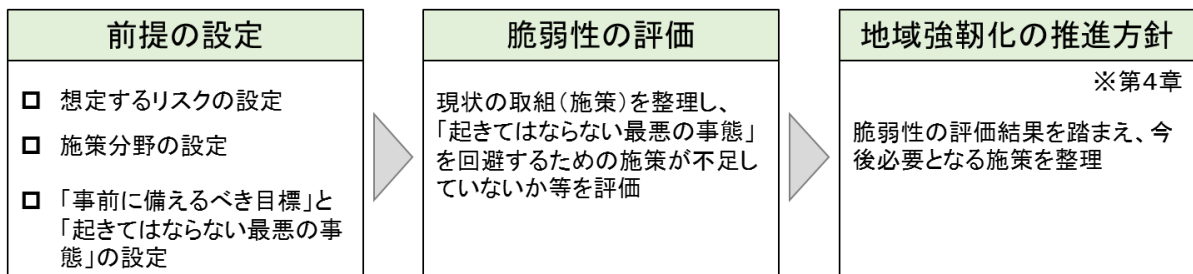 前提の設定
□ 想定するリスクの設定
□ 施策分野の設定
□ 「事前に備えるべき目標」と
「起きてはならない最悪の事
態」の設定
脆弱性の評価
現状の取組（施策）を整理し、
「起きてはならない最悪の事態」
を回避するための施策が不足し
ていないか等を評価
地域強靭化の推進方針
※第４章
脆弱性の評価結果を踏まえ、今
後必要となる施策を整理